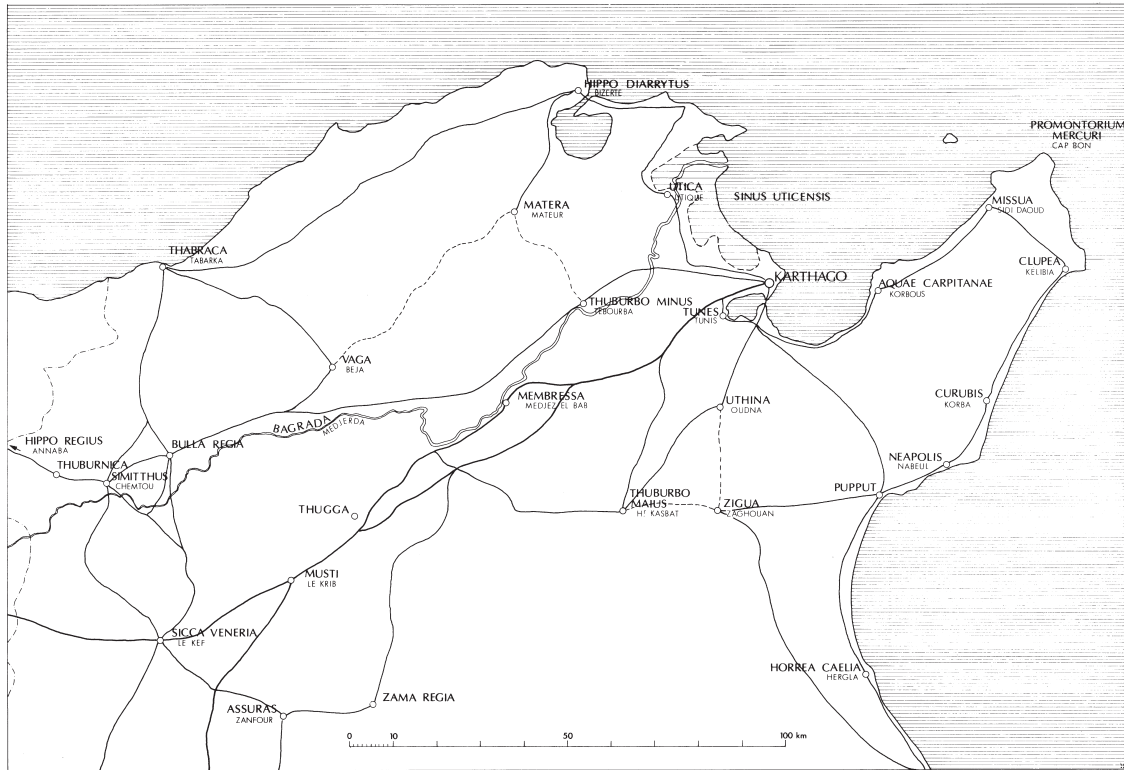 HIPPO DIARRYTUS
BIZERTE
PROMONTORIUM
MERCURI
CAP BON
UTICA
UTIQUE
SINUS UTICENSIS
MATERA
MATEUR
MISSUA
SIDI DAOUD
THABRACA
TABARKA
CLUPEA
KELIBIA
KARTHAGO
AQUAE CARPITANAE
KORBOUS
THUBURBO MINUS
TEBOURBA
TUNES
TUNIS
VAGA
BEJA
MEMBRESSA
MEDJEZ EL BAB
UTHINA
OUDNA
CURUBIS
KORBA
BAGRADA
MEDJERDA
HIPPO REGIUS
ANNABA
BULLA REGIA
NEAPOLIS
NABEUL
THUBURNICA
SIMITTHUS
CHEMTOU
PUPPUT
THUBURBO
MAIUS
Hr KASBAT
ZIGUA
ZAGHOUAN
THUGGA
MUSTI
LE KRIB
SICCA VENERIA
LE KEF
HORREA CAELIA
HERGLA
ASSURAS
ZANFOUR
ZAMA REGIA
0 10 50 100 km